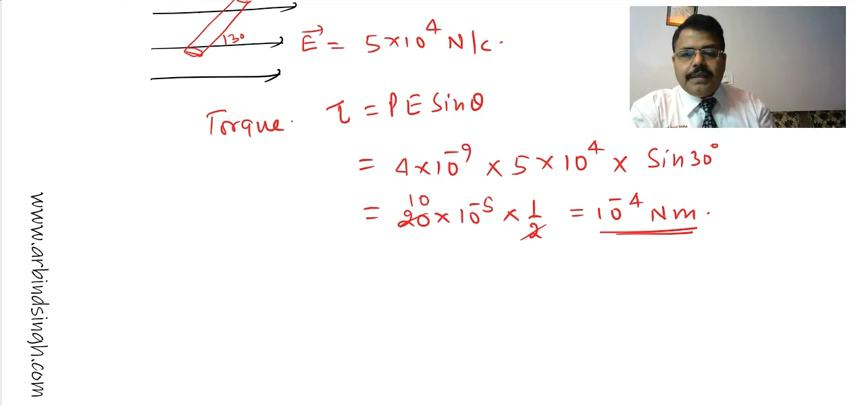 130
E⃗ = 5×10⁴ N/c.
Torque. τ = PE Sinθ
= 4×10⁻⁹ × 5×10⁴ × Sin30°
10
= 20×10⁻⁵ × 1/2 = 10⁻⁴ Nm.
www.arbindsingh.com